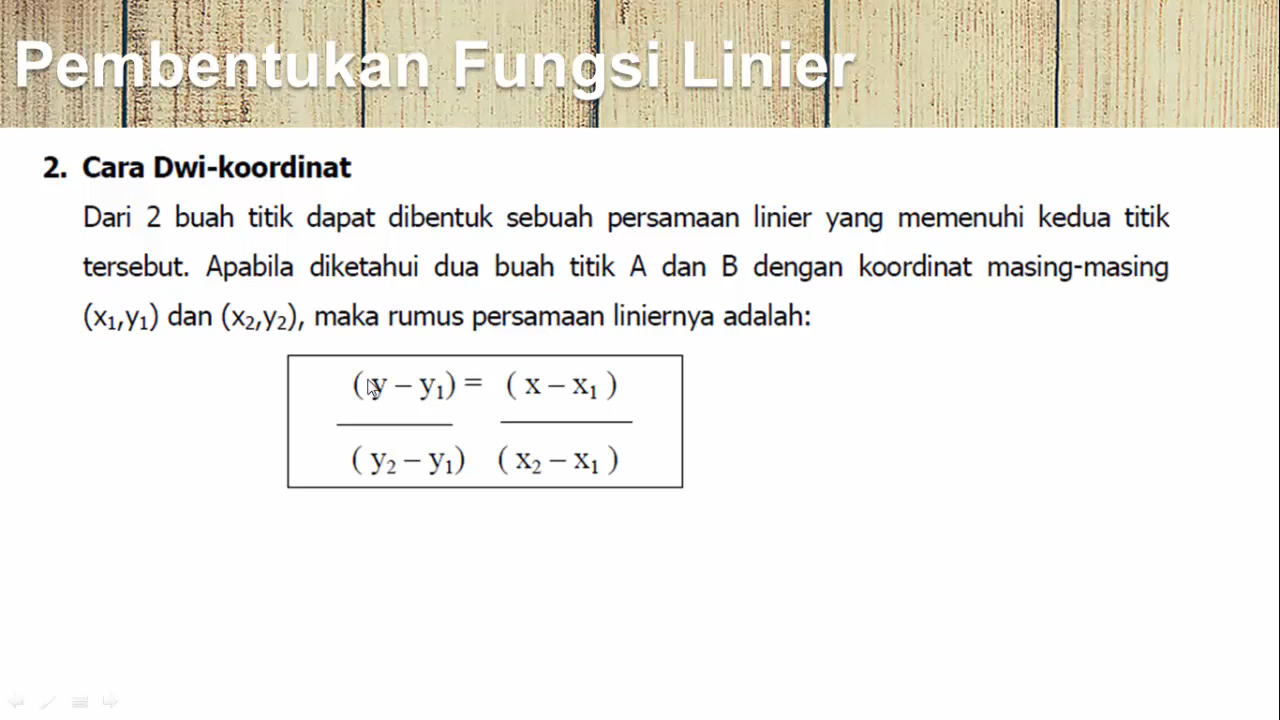 Pembentukan Fungsi Linier
2. Cara Dwi-koordinat
Dari 2 buah titik dapat dibentuk sebuah persamaan linier yang memenuhi kedua titik
tersebut. Apabila diketahui dua buah titik A dan B dengan koordinat masing-masing
(x₁,y₁) dan (x₂,y₂), maka rumus persamaan liniernya adalah:
(y – y₁) = ( x – x₁ )
( y₂ – y₁) ( x₂ – x₁ )